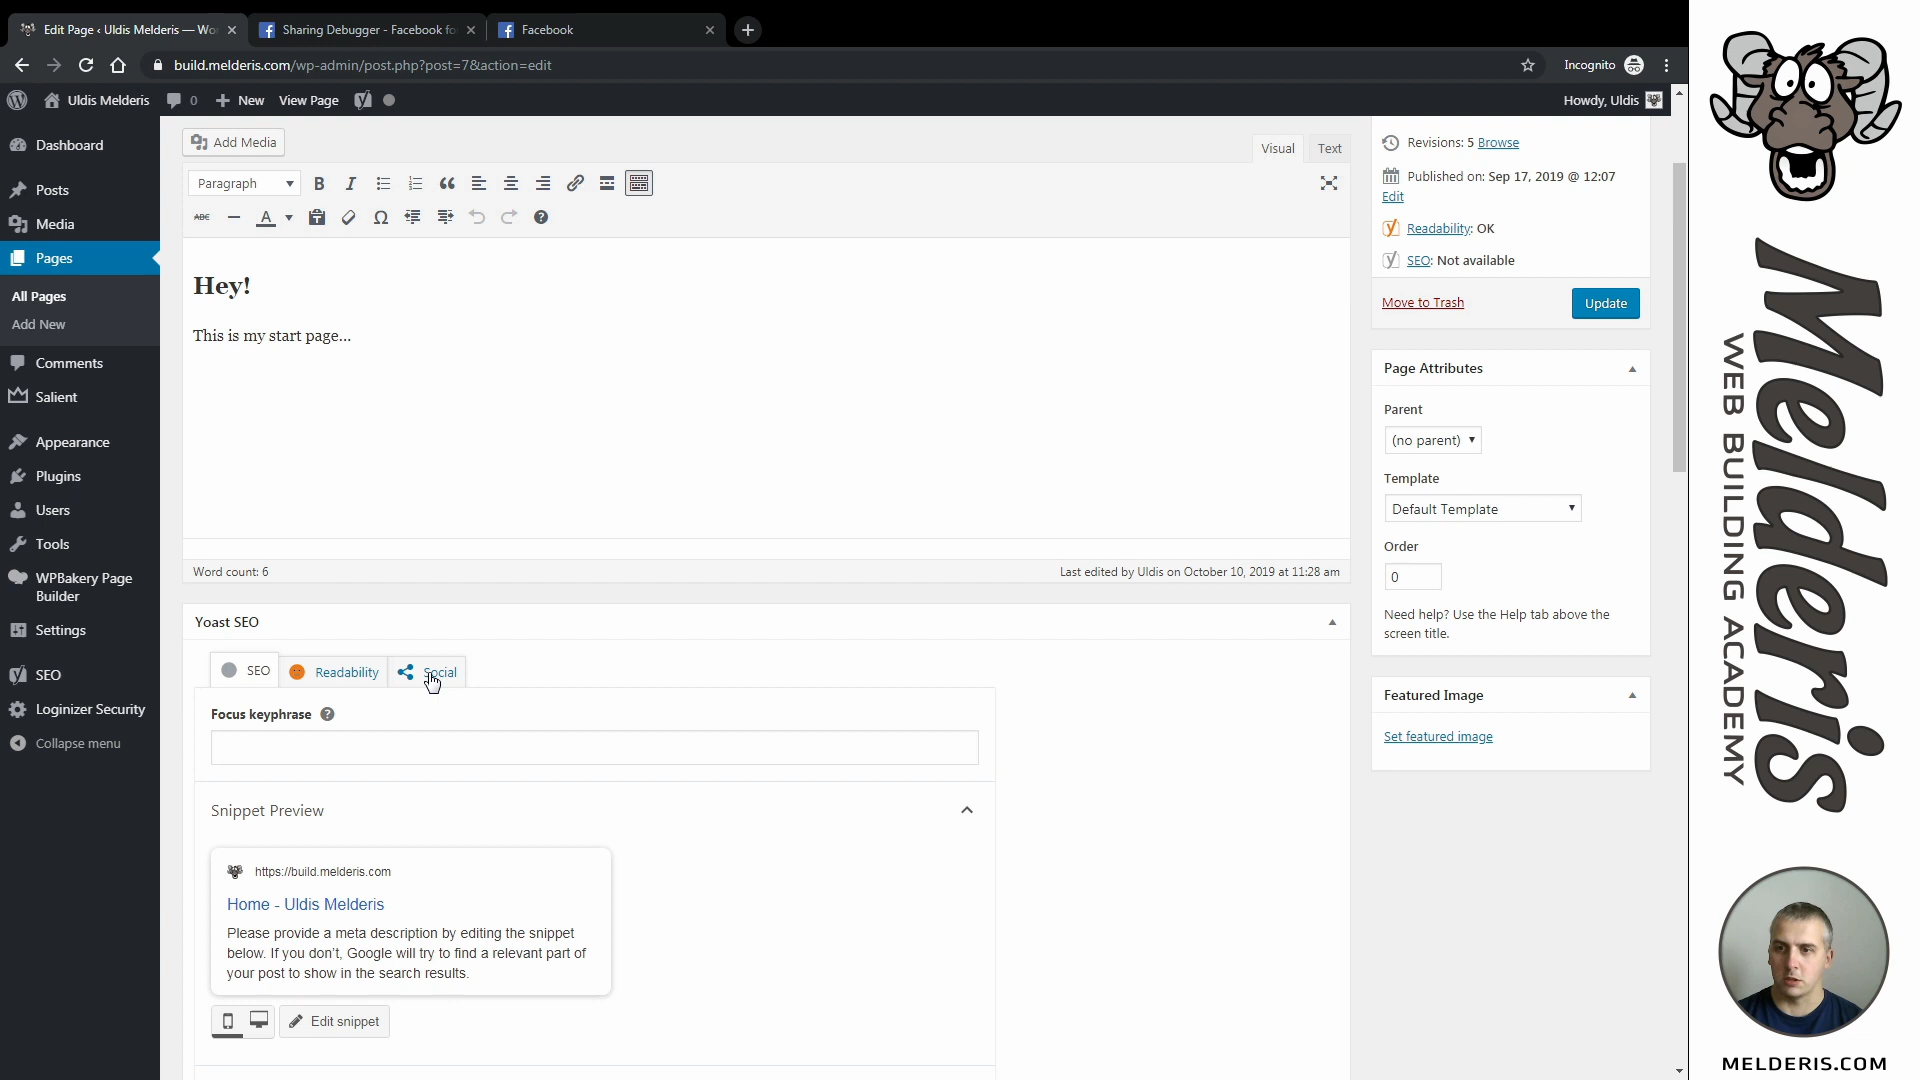 Edit Page ‹ Uldis Melderis — Wo
Sharing Debugger - Facebook fo
Facebook
build.melderis.com/wp-admin/post.php?post=7&action=edit
Incognito
Uldis Melderis
0
New
View Page
Howdy, Uldis
Dashboard
Posts
Media
Pages
All Pages
Add New
Comments
Salient
Appearance
Plugins
Users
Tools
WPBakery Page
Builder
Settings
SEO
Loginizer Security
Collapse menu
Add Media
Visual
Text
Paragraph
B
I
ABC
A
Ω
Hey!
This is my start page...
Word count: 6
Last edited by Uldis on October 10, 2019 at 11:28 am
Yoast SEO
SEO
Readability
Social
Focus keyphrase
Snippet Preview
https://build.melderis.com
Home - Uldis Melderis
Please provide a meta description by editing the snippet
below. If you don't, Google will try to find a relevant part of
your post to show in the search results.
Edit snippet
Revisions: 5 Browse
Published on: Sep 17, 2019 @ 12:07
Edit
Readability: OK
SEO: Not available
Move to Trash
Update
Page Attributes
Parent
(no parent)
Template
Default Template
Order
0
Need help? Use the Help tab above the
screen title.
Featured Image
Set featured image
Melderis
WEB BUILDING ACADEMY
MELDERIS.COM